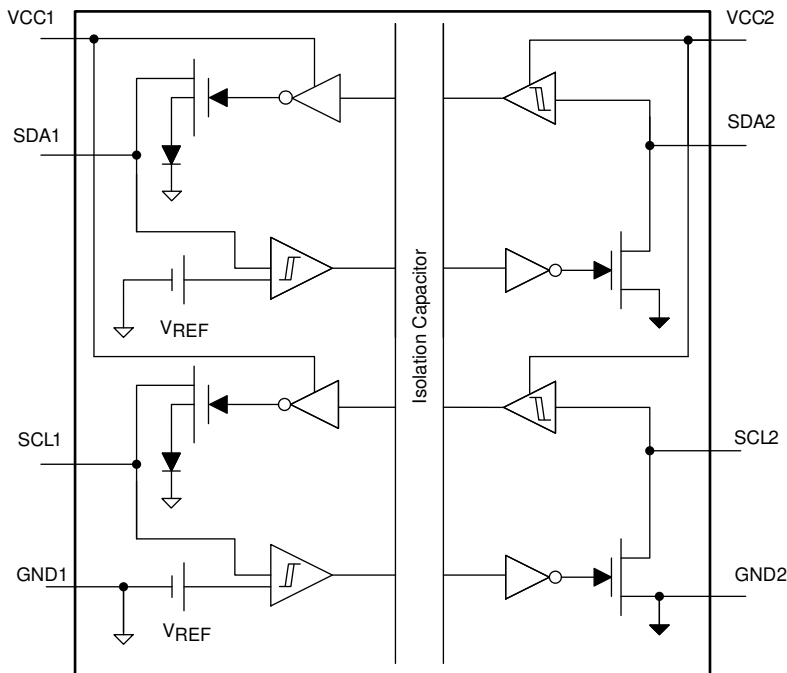 VCC1
VCC2
SDA1
SDA2
VREF
Isolation Capacitor
SCL1
SCL2
GND1
GND2
VREF